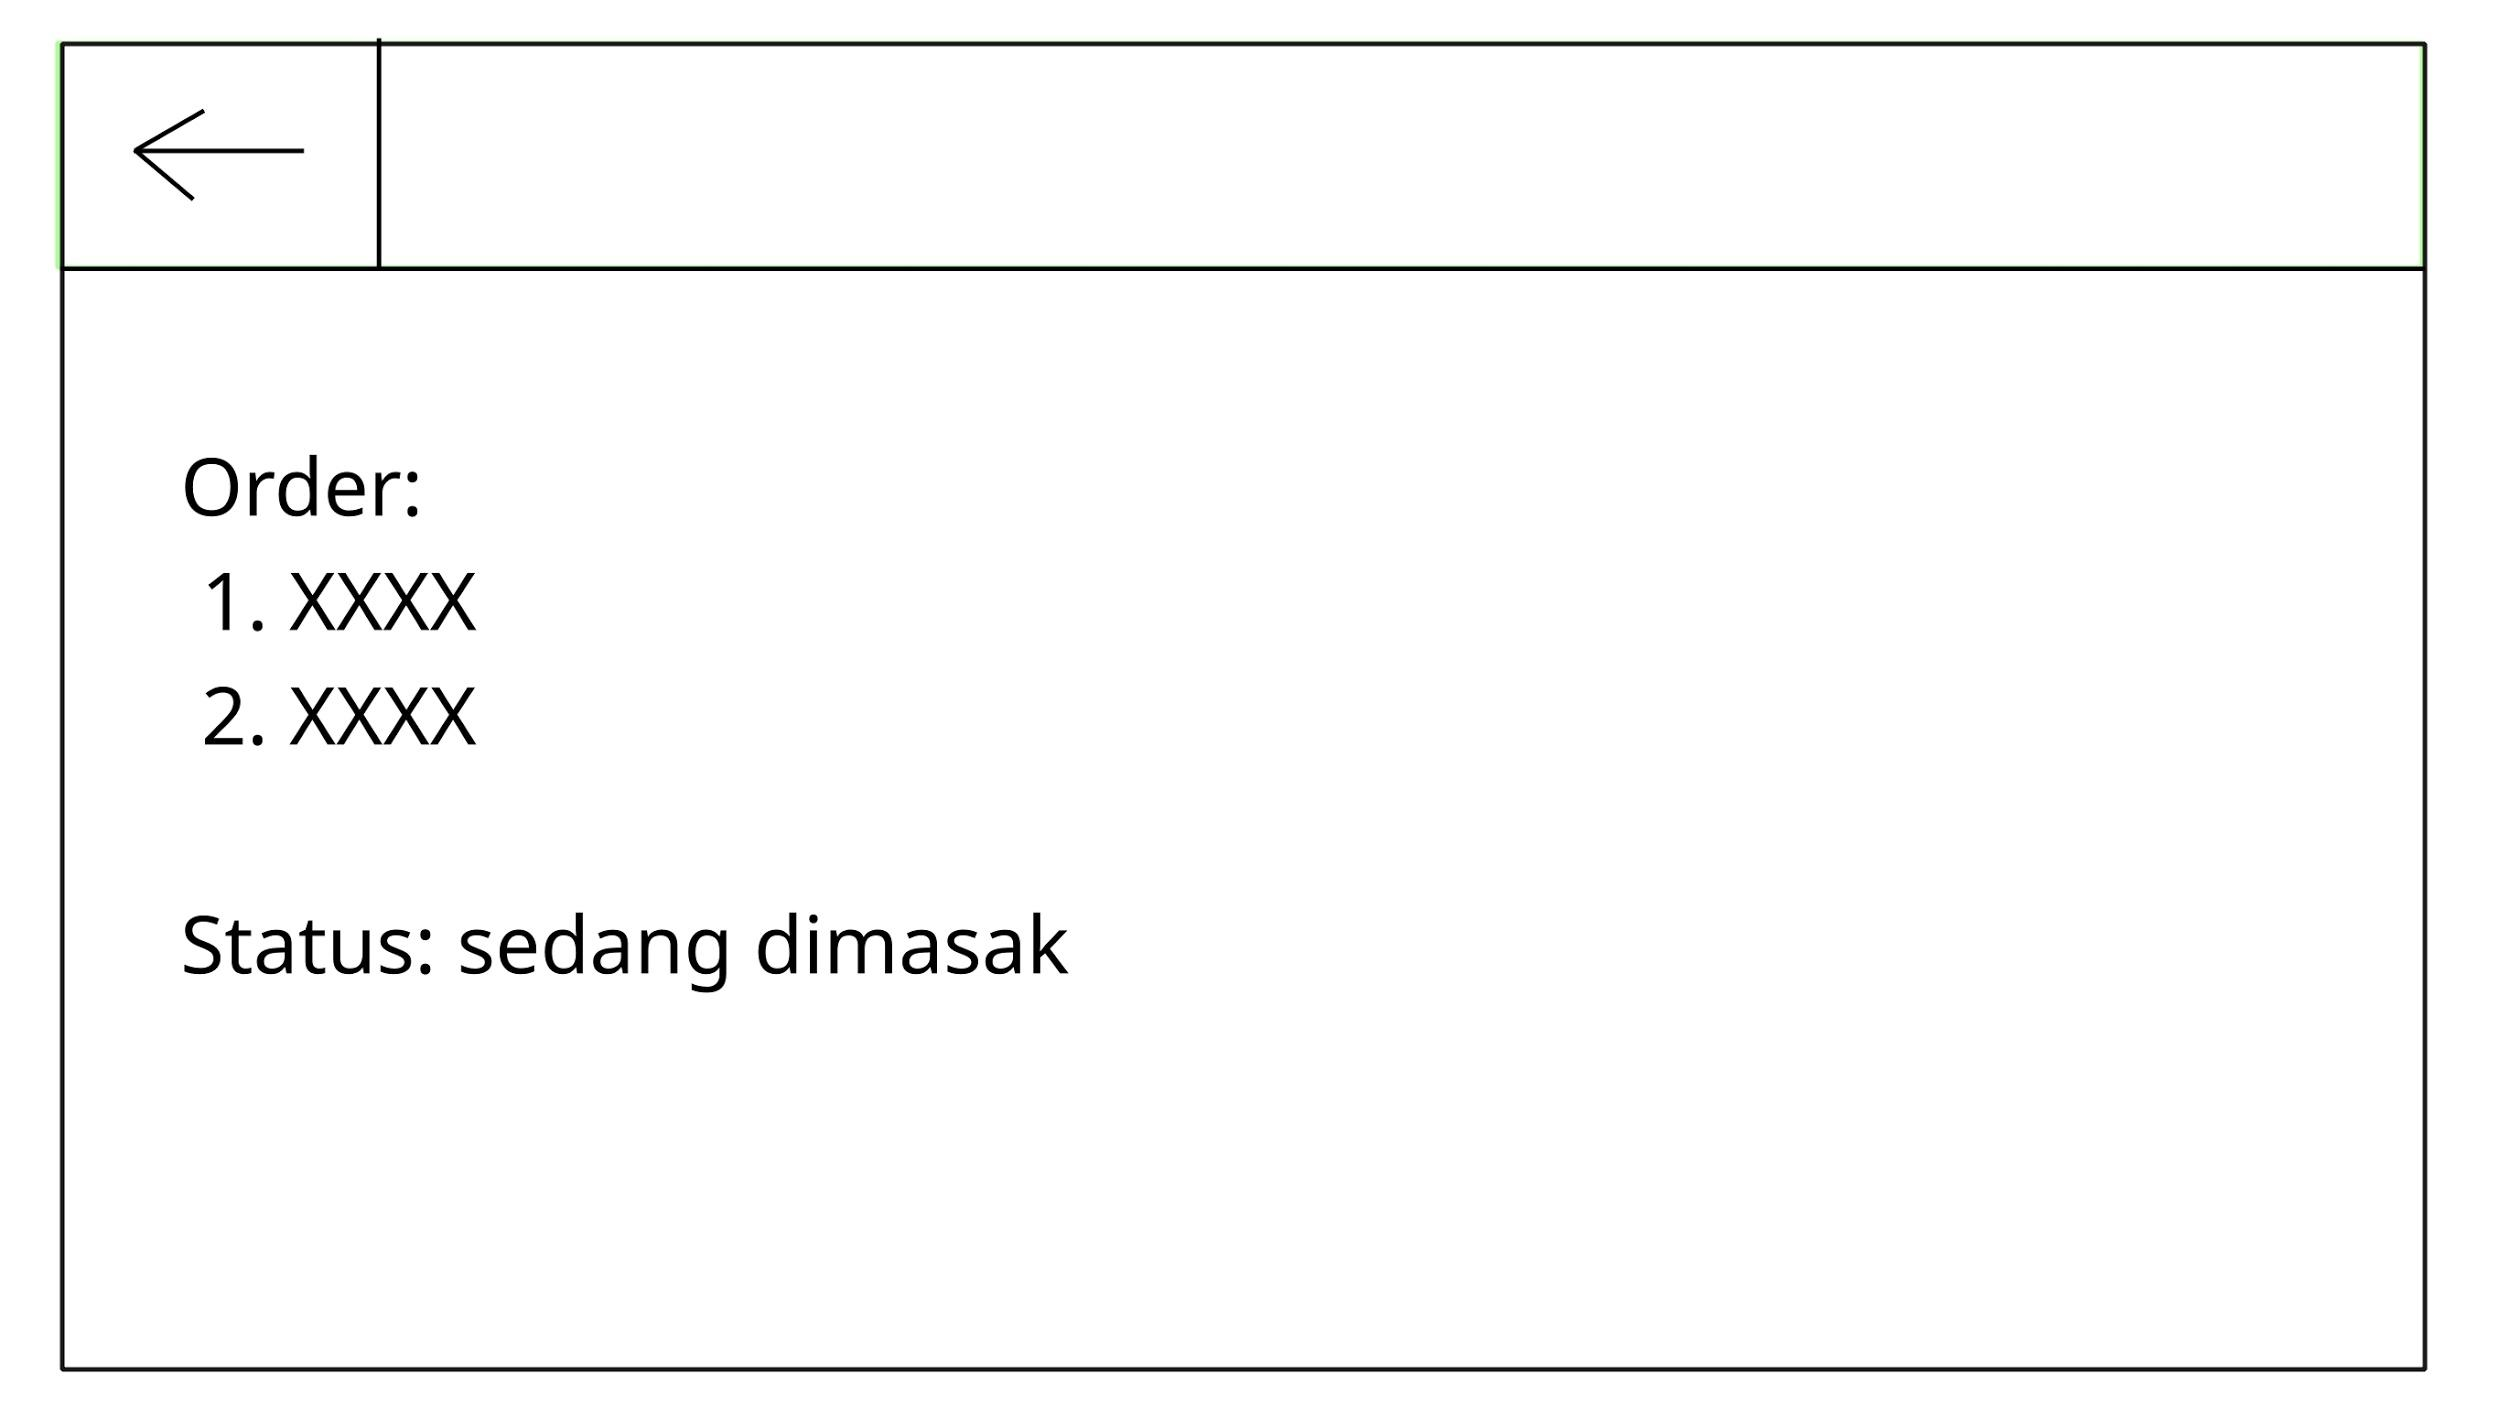 Order:
1. XXXX
2. XXXX
Status: sedang dimasak